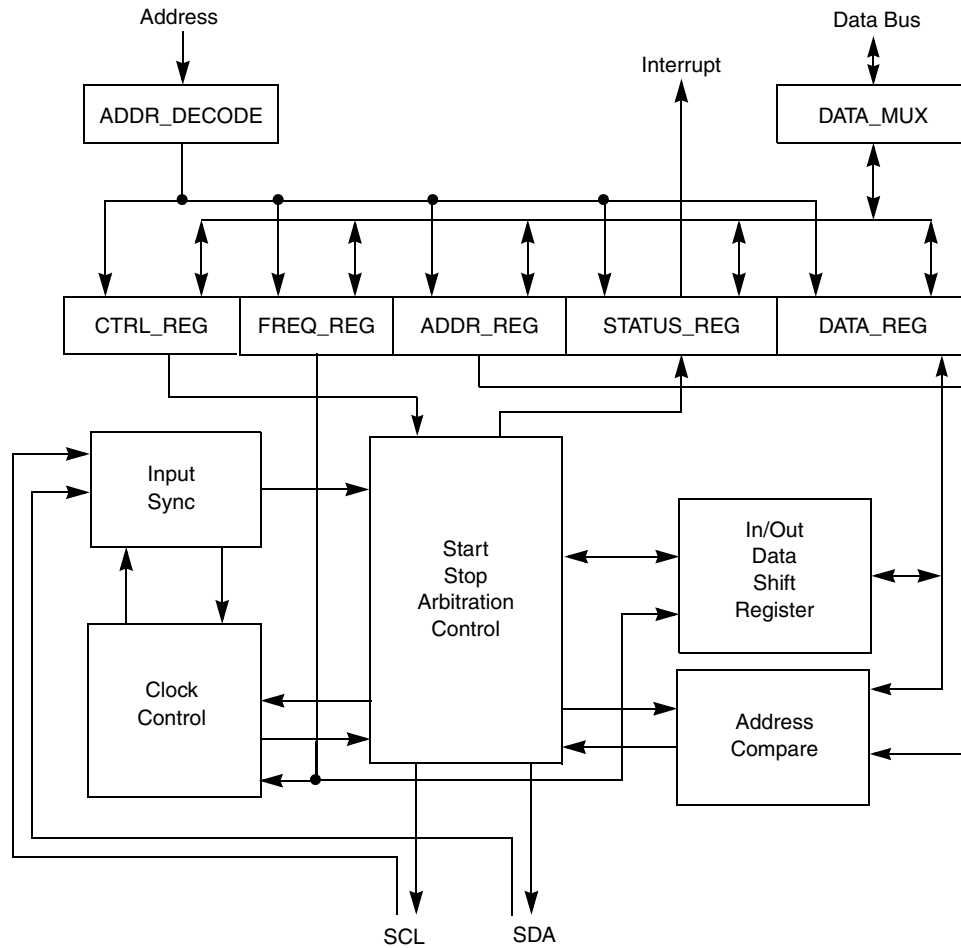 Address
Data Bus
Interrupt
ADDR_DECODE
DATA_MUX
CTRL_REG
FREQ_REG
ADDR_REG
STATUS_REG
DATA_REG
Input
Sync
Start
Stop
Arbitration
Control
In/Out
Data
Shift
Register
Clock
Control
Address
Compare
SCL
SDA